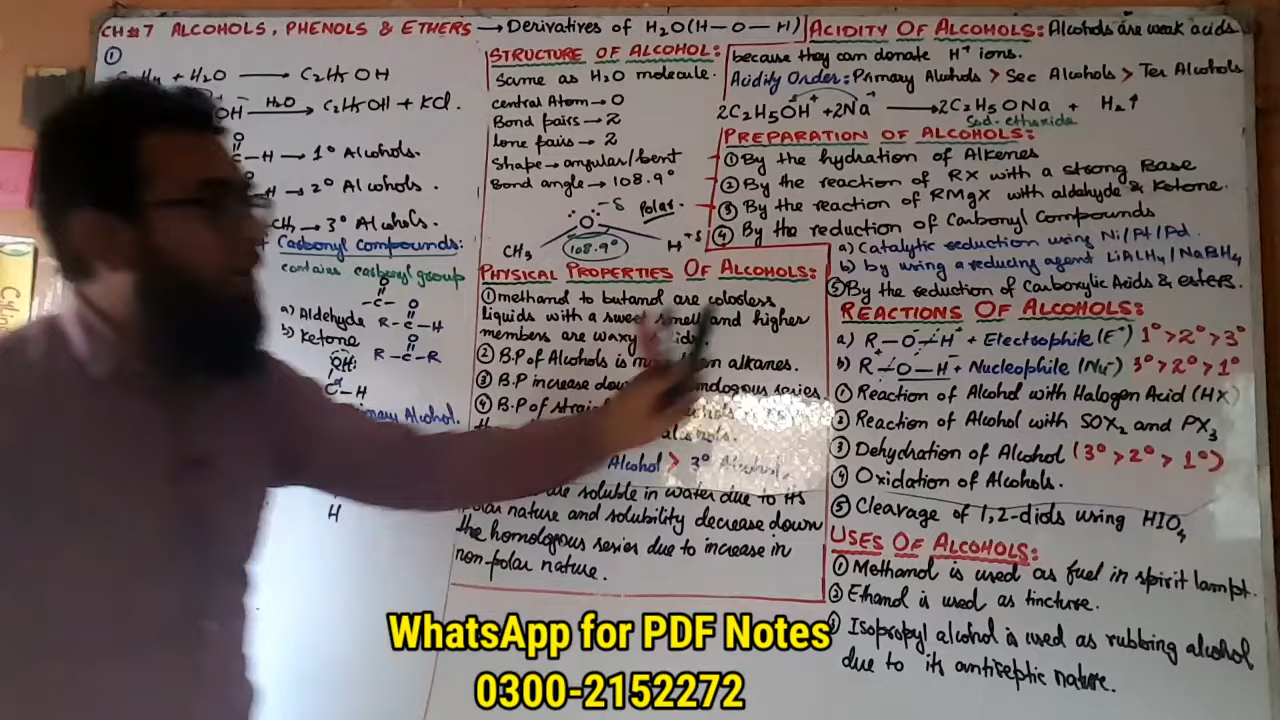 CH#7 ALCOHOLS, PHENOLS & ETHERS → Derivatives of H₂O(H-O-H)
①
+ H₂O ⟶ C₂H₅OH
OH —H₂O→ C₂H₅OH + KCl.
O
C-H → 1° Alcohols.
H → 2° Alcohols.
CH₃ → 3° Alcohols.
Carbonyl Compounds:
contains carbonyl group
O
-C-
a) Aldehyde R-C-H
O
b) Ketone R-C-R
O
OH
C-H
Primary Alcohol.
H
STRUCTURE OF ALCOHOL:
Same as H₂O molecule.
central Atom → O
Bond pairs → 2
lone pairs → 2
Shape → angular/bent
Bond angle → 108.9°
-δ Polar.
O
CH₃ 108.9° H +δ
PHYSICAL PROPERTIES OF ALCOHOLS:
① methanol to butanol are colorless
liquids with a sweet smell and higher
members are waxy
② B.P of Alcohols is more than alkanes.
③ B.P increase down homologous series
④ B.P of
Alcohol > 3° Alcohol.
are soluble in water due to its
polar nature and solubility decrease down
the homologous series due to increase in
non-polar nature.
ACIDITY OF ALCOHOLS: Alcohols are weak acids
because they can donate H⁺ ions.
Acidity Order: Primary Alcohols > Sec Alcohols > Ter Alcohols
2C₂H₅OH + 2Na ⟶ 2C₂H₅ONa + H₂↑
Sod. ethoxide
PREPARATION OF ALCOHOLS:
① By the hydration of Alkenes
② By the reaction of RX with a strong Base
③ By the reaction of RMgX with aldehyde & Ketone.
④ By the reduction of Carbonyl Compounds
a) Catalytic reduction using Ni/Pt/Pd.
b) by using a reducing agent LiAlH₄/NaBH₄
⑤ By the reduction of Carboxylic Acids & esters.
REACTIONS OF ALCOHOLS:
a) R-O-H + Electrophile (E⁺) 1°>2°>3°
b) R-O-H + Nucleophile (Nu⁻) 3°>2°>1°
① Reaction of Alcohol with Halogen Acid (HX)
② Reaction of Alcohol with SOX₂ and PX₃
③ Dehydration of Alcohol (3°>2°>1°)
④ Oxidation of Alcohols.
⑤ Clearage of 1,2-diols using HIO₄
USES OF ALCOHOLS:
① Methanol is used as fuel in spirit lampt.
② Ethanol is used as tincture.
Isopropyl alcohol is used as rubbing alcohol
due to its antiseptic nature.
WhatsApp for PDF Notes
0300-2152272